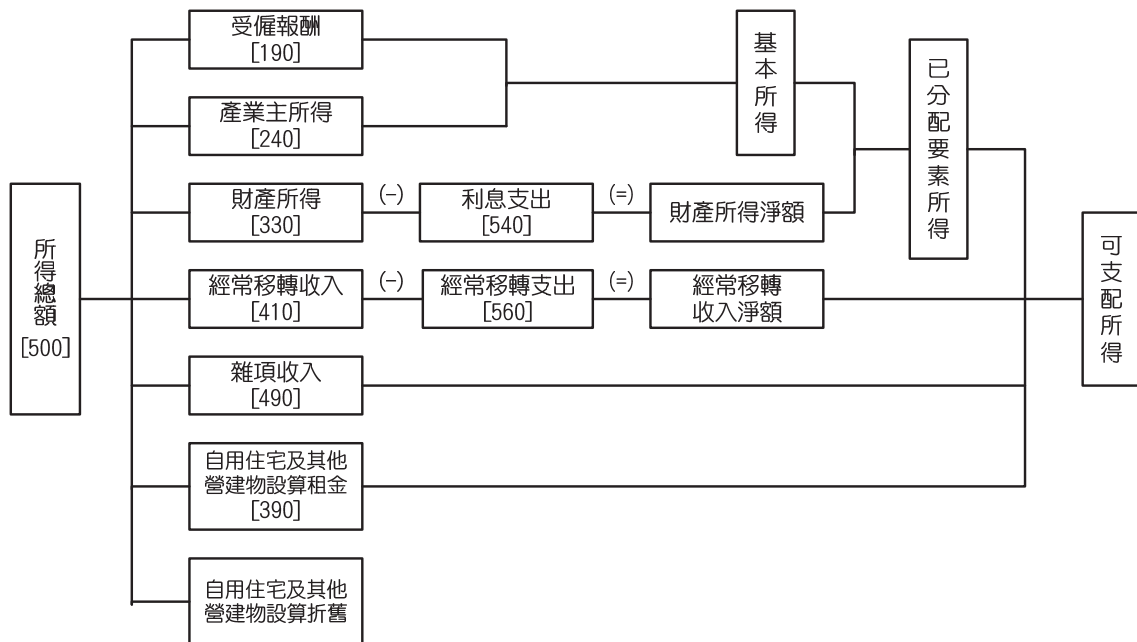 所得總額
[500]
受僱報酬
[190]
產業主所得
[240]
財產所得
[330]
(-)
利息支出
[540]
(=)
財產所得淨額
經常移轉收入
[410]
(-)
經常移轉支出
[560]
(=)
經常移轉
收入淨額
雜項收入
[490]
自用住宅及其他
營建物設算租金
[390]
自用住宅及其他
營建物設算折舊
基本所得
已分配要素所得
可支配所得